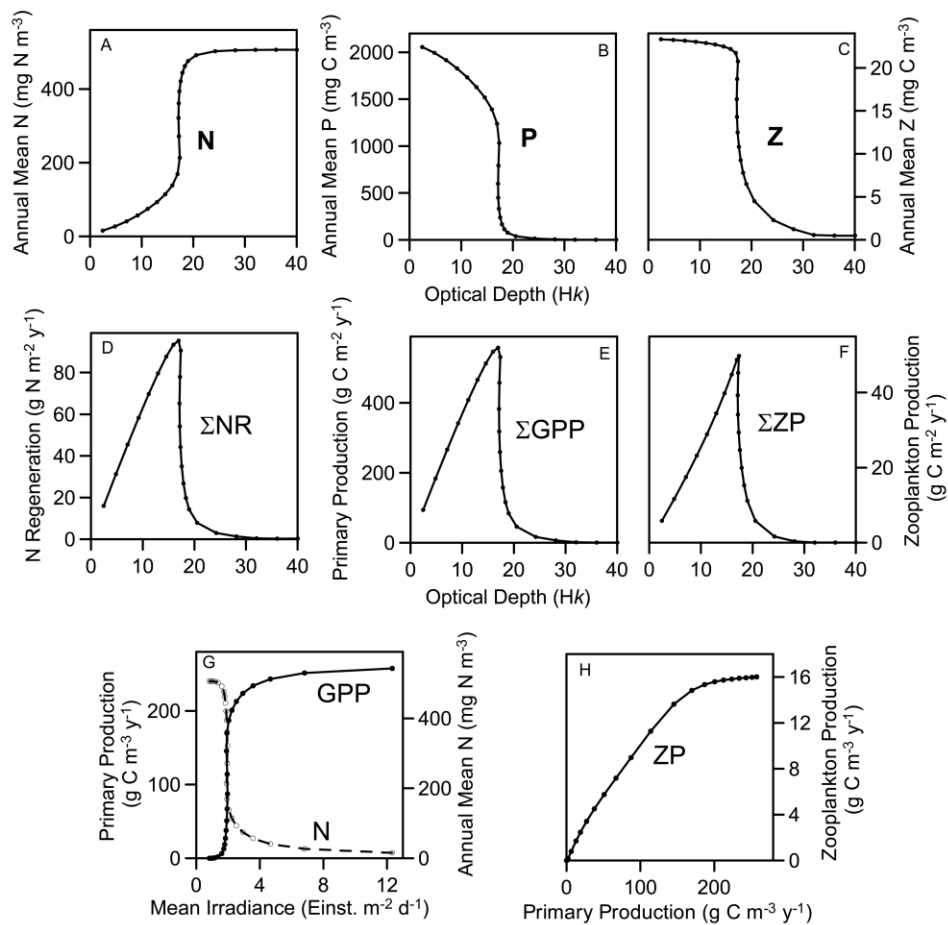 A
Annual Mean N (mg N m-3)
400
200
0
N
0 10 20 30 40
B
Annual Mean P (mg C m-3)
2000
1500
1000
500
0
P
0 10 20 30 40
Optical Depth (Hk)
C
Annual Mean Z (mg C m-3)
20
15
10
5
0
Z
0 10 20 30 40
D
N Regeneration (g N m-2 y-1)
80
60
40
20
0
ΣNR
0 10 20 30 40
E
Primary Production (g C m-2 y-1)
400
200
0
ΣGPP
0 10 20 30 40
Optical Depth (Hk)
F
Zooplankton Production
(g C m-2 y-1)
40
20
0
ΣZP
0 10 20 30 40
G
Primary Production
(g C m-3 y-1)
200
100
0
GPP
N
Annual Mean N (mg N m-3)
400
200
0
0 4 8 12
Mean Irradiance (Einst. m-2 d-1)
H
ZP
Zooplankton Production
(g C m-3 y-1)
16
12
8
4
0
0 100 200
Primary Production (g C m-3 y-1)